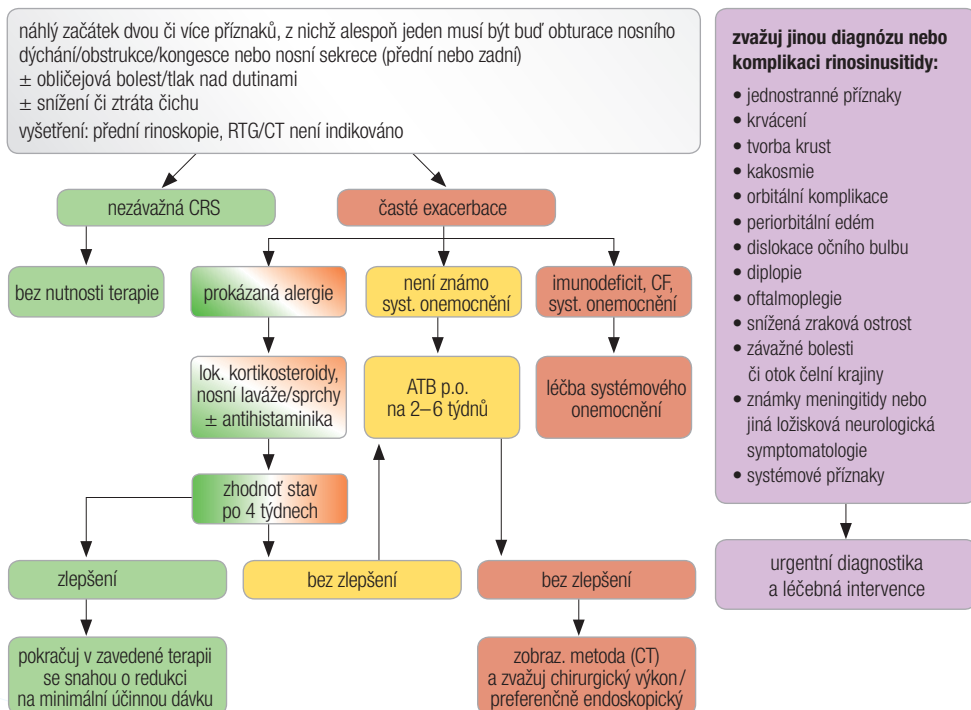 náhlý začátek dvou či více příznaků, z nichž alespoň jeden musí být buď obturace nosního
dýchání/obstrukce/kongesce nebo nosní sekrece (přední nebo zadní)
± obličejová bolest/tlak nad dutinami
± snížení či ztráta čichu
vyšetření: přední rinoskopie, RTG/CT není indikováno
nezávažná CRS
časté exacerbace
bez nutnosti terapie
prokázaná alergie
není známo
syst. onemocnění
imunodeficit, CF,
syst. onemocnění
lok. kortikosteroidy,
nosní laváže/sprchy
± antihistaminika
ATB p.o.
na 2–6 týdnů
léčba systémového
onemocnění
zhodnoť stav
po 4 týdnech
zlepšení
bez zlepšení
bez zlepšení
pokračuj v zavedené terapii
se snahou o redukci
na minimální účinnou dávku
zobraz. metoda (CT)
a zvažuj chirurgický výkon/
preferenčně endoskopický
zvažuj jinou diagnózu nebo
komplikaci rinosinusitidy:
• jednostranné příznaky
• krvácení
• tvorba krust
• kakosmie
• orbitální komplikace
• periorbitální edém
• dislokace očního bulbu
• diplopie
• oftalmoplegie
• snížená zraková ostrost
• závažné bolesti
či otok čelní krajiny
• známky meningitidy nebo
jiná ložisková neurologická
symptomatologie
• systémové příznaky
urgentní diagnostika
a léčebná intervence